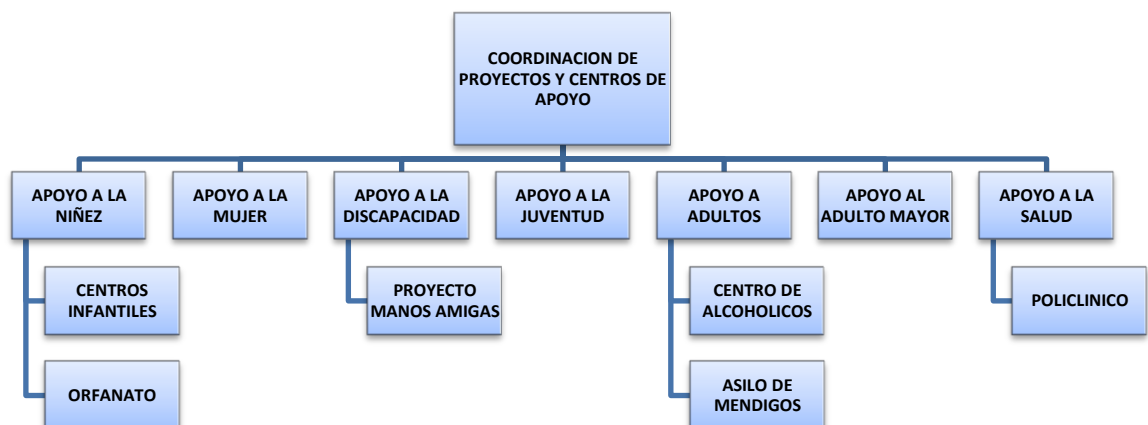 COORDINACION DE
PROYECTOS Y CENTROS DE
APOYO
APOYO A LA
NIÑEZ
APOYO A LA
MUJER
APOYO A LA
DISCAPACIDAD
APOYO A LA
JUVENTUD
APOYO A
ADULTOS
APOYO AL
ADULTO MAYOR
APOYO A LA
SALUD
CENTROS
INFANTILES
PROYECTO
MANOS AMIGAS
CENTRO DE
ALCOHOLICOS
POLICLINICO
ORFANATO
ASILO DE
MENDIGOS